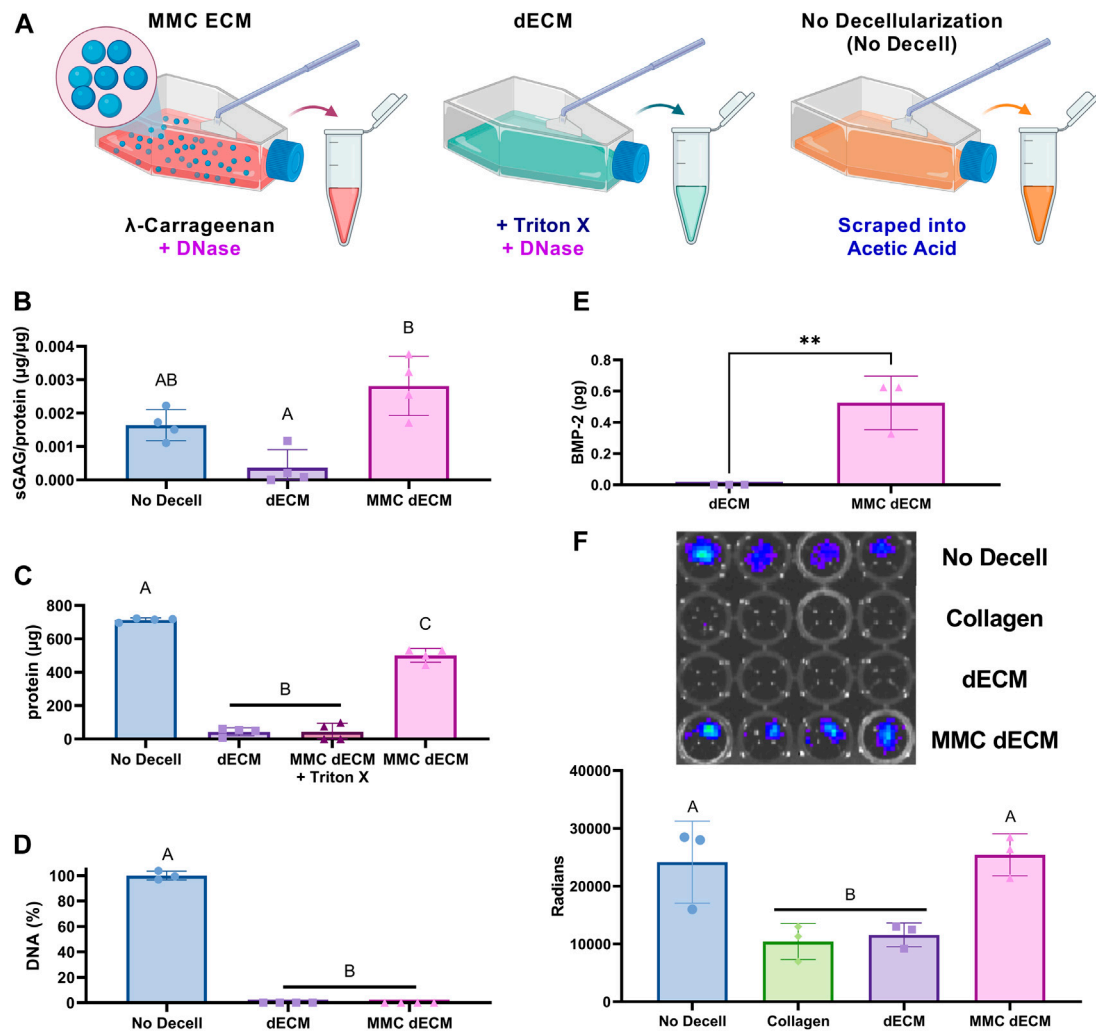 A
MMC ECM
dECM
No Decellularization
(No Decell)
λ-Carrageenan
+ DNase
+ Triton X
+ DNase
Scraped into
Acetic Acid
B
sGAG/protein (µg/µg)
0.004
0.003
0.002
0.001
0.000
AB
A
B
No Decell
dECM
MMC dECM
C
protein (µg)
800
600
400
200
0
A
B
C
No Decell
dECM
MMC dECM
+ Triton X
MMC dECM
D
DNA (%)
100
80
60
40
20
0
A
B
No Decell
dECM
MMC dECM
E
BMP-2 (pg)
0.8
0.6
0.4
0.2
0.0
**
dECM
MMC dECM
F
No Decell
Collagen
dECM
MMC dECM
Radians
40000
30000
20000
10000
0
A
B
A
No Decell
Collagen
dECM
MMC dECM